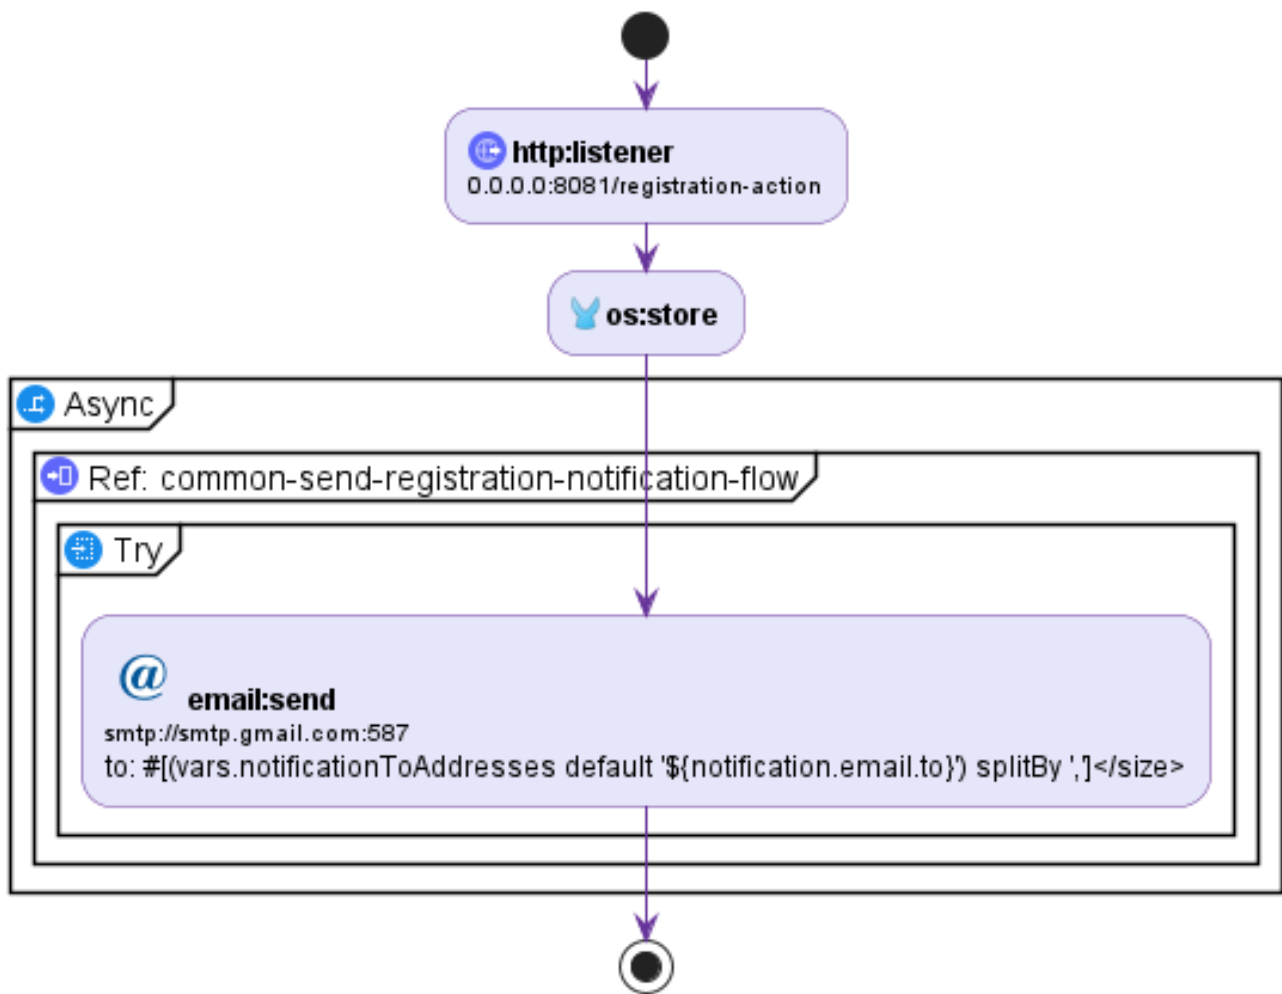 http:listener
0.0.0.0:8081/registration-action
os:store
Async
Ref: common-send-registration-notification-flow
Try
@
email:send
smtp://smtp.gmail.com:587
to: #[(vars.notificationToAddresses default '${notification.email.to}') splitBy ',']</size>